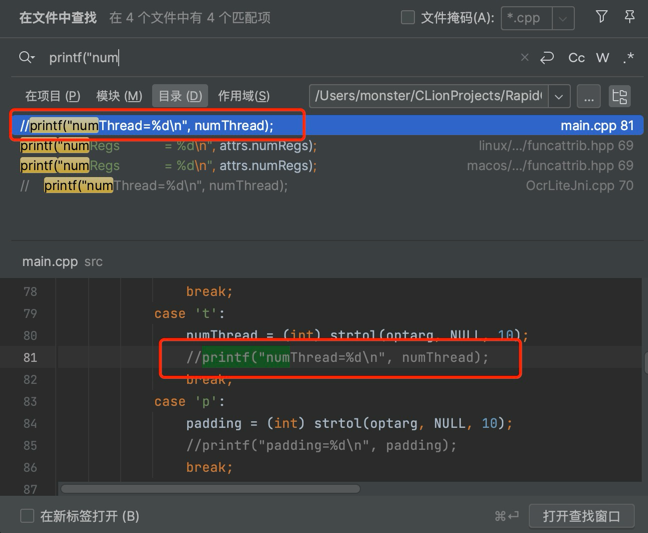 在文件中查找 在 4 个文件中有 4 个匹配项 文件掩码(A): *.cpp
printf("num Cc W .*
在项目 (P) 模块 (M) 目录 (D) 作用域(S) /Users/monster/CLionProjects/Rapid ...
//printf("numThread=%d\n", numThread); main.cpp 81
printf("numRegs = %d\n", attrs.numRegs); linux/.../funcattrib.hpp 69
printf("numRegs = %d\n", attrs.numRegs); macos/.../funcattrib.hpp 69
// printf("numThread=%d\n", numThread); OcrLiteJni.cpp 70
main.cpp src
78 break;
79 case 't':
80 numThread = (int) strtol(optarg, NULL, 10);
81 //printf("numThread=%d\n", numThread);
82 break;
83 case 'p':
84 padding = (int) strtol(optarg, NULL, 10);
85 //printf("padding=%d\n", padding);
86 break;
87
在新标签打开 (B) ⌘↵ 打开查找窗口